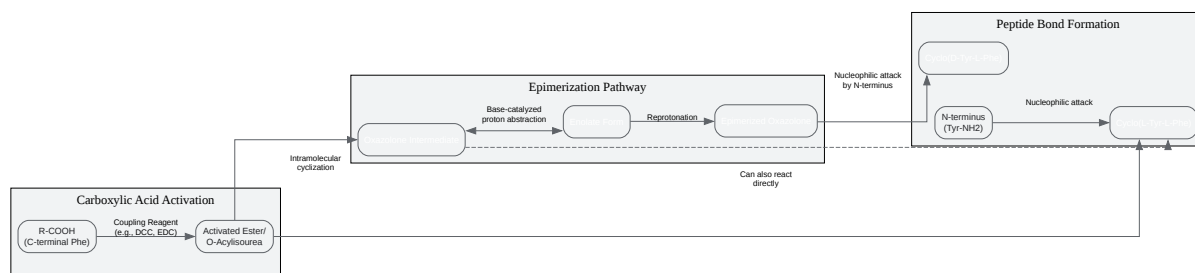 Peptide Bond Formation
Nucleophilic attack
by N-terminus
Epimerization Pathway
Base-catalyzed
proton abstraction
Reprotonation
N-terminus
(Tyr-NH2)
Nucleophilic attack
Intramolecular
cyclization
Can also react
directly
Carboxylic Acid Activation
R-COOH
(C-terminal Phe)
Coupling Reagent
(e.g., DCC, EDC)
Activated Ester/
O-Acylisourea